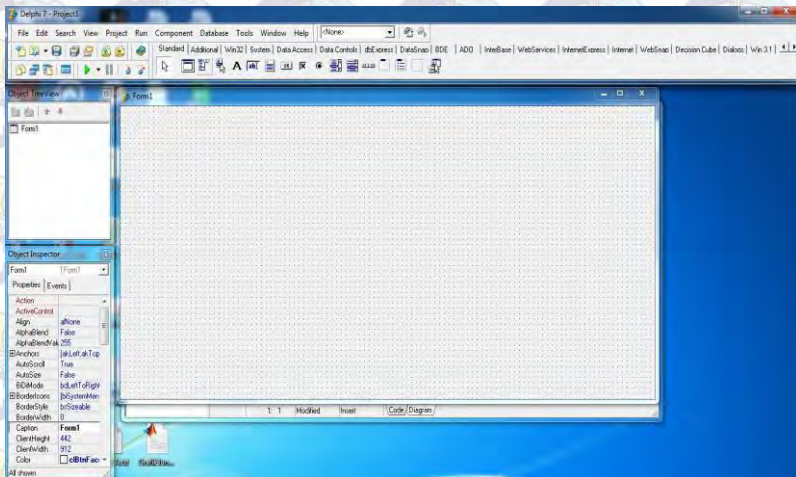 Delphi 7 - Project1
File Edit Search View Project Run Component Database Tools Window Help <None>
Standard Additional Win32 System Data Access Data Controls dbExpress DataSnap BDE ADO InterBase WebServices InternetExpress Internet WebSnap Decision Cube Dialogs Win 3.1
Object TreeView
Form1
Form1
Object Inspector
Form1 TForm1
Properties Events
Action
ActiveControl
Align alNone
AlphaBlend False
AlphaBlendVal 255
Anchors [akLeft,akTop
AutoScroll True
AutoSize False
BiDiMode bdLeftToRight
BorderIcons [biSystemMen
BorderStyle bsSizeable
BorderWidth 0
Caption Form1
ClientHeight 442
ClientWidth 912
Color clBtnFac
All shown
1: 1 Modified Insert Code Diagram